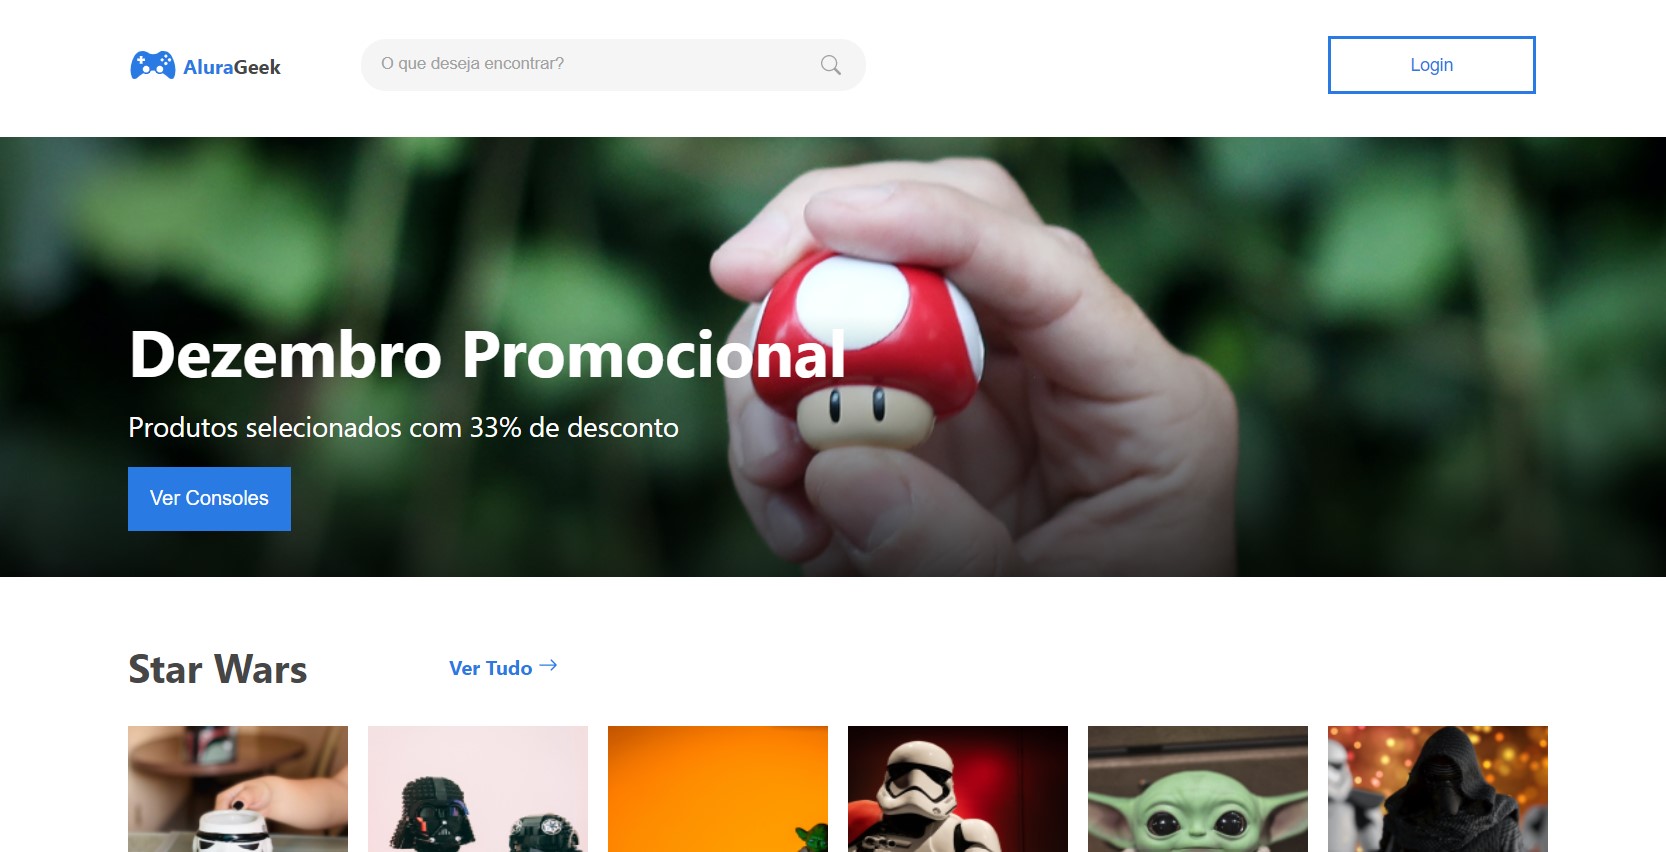 AluraGeek
O que deseja encontrar?
Login
Dezembro Promocional
Produtos selecionados com 33% de desconto
Ver Consoles
Star Wars
Ver Tudo →